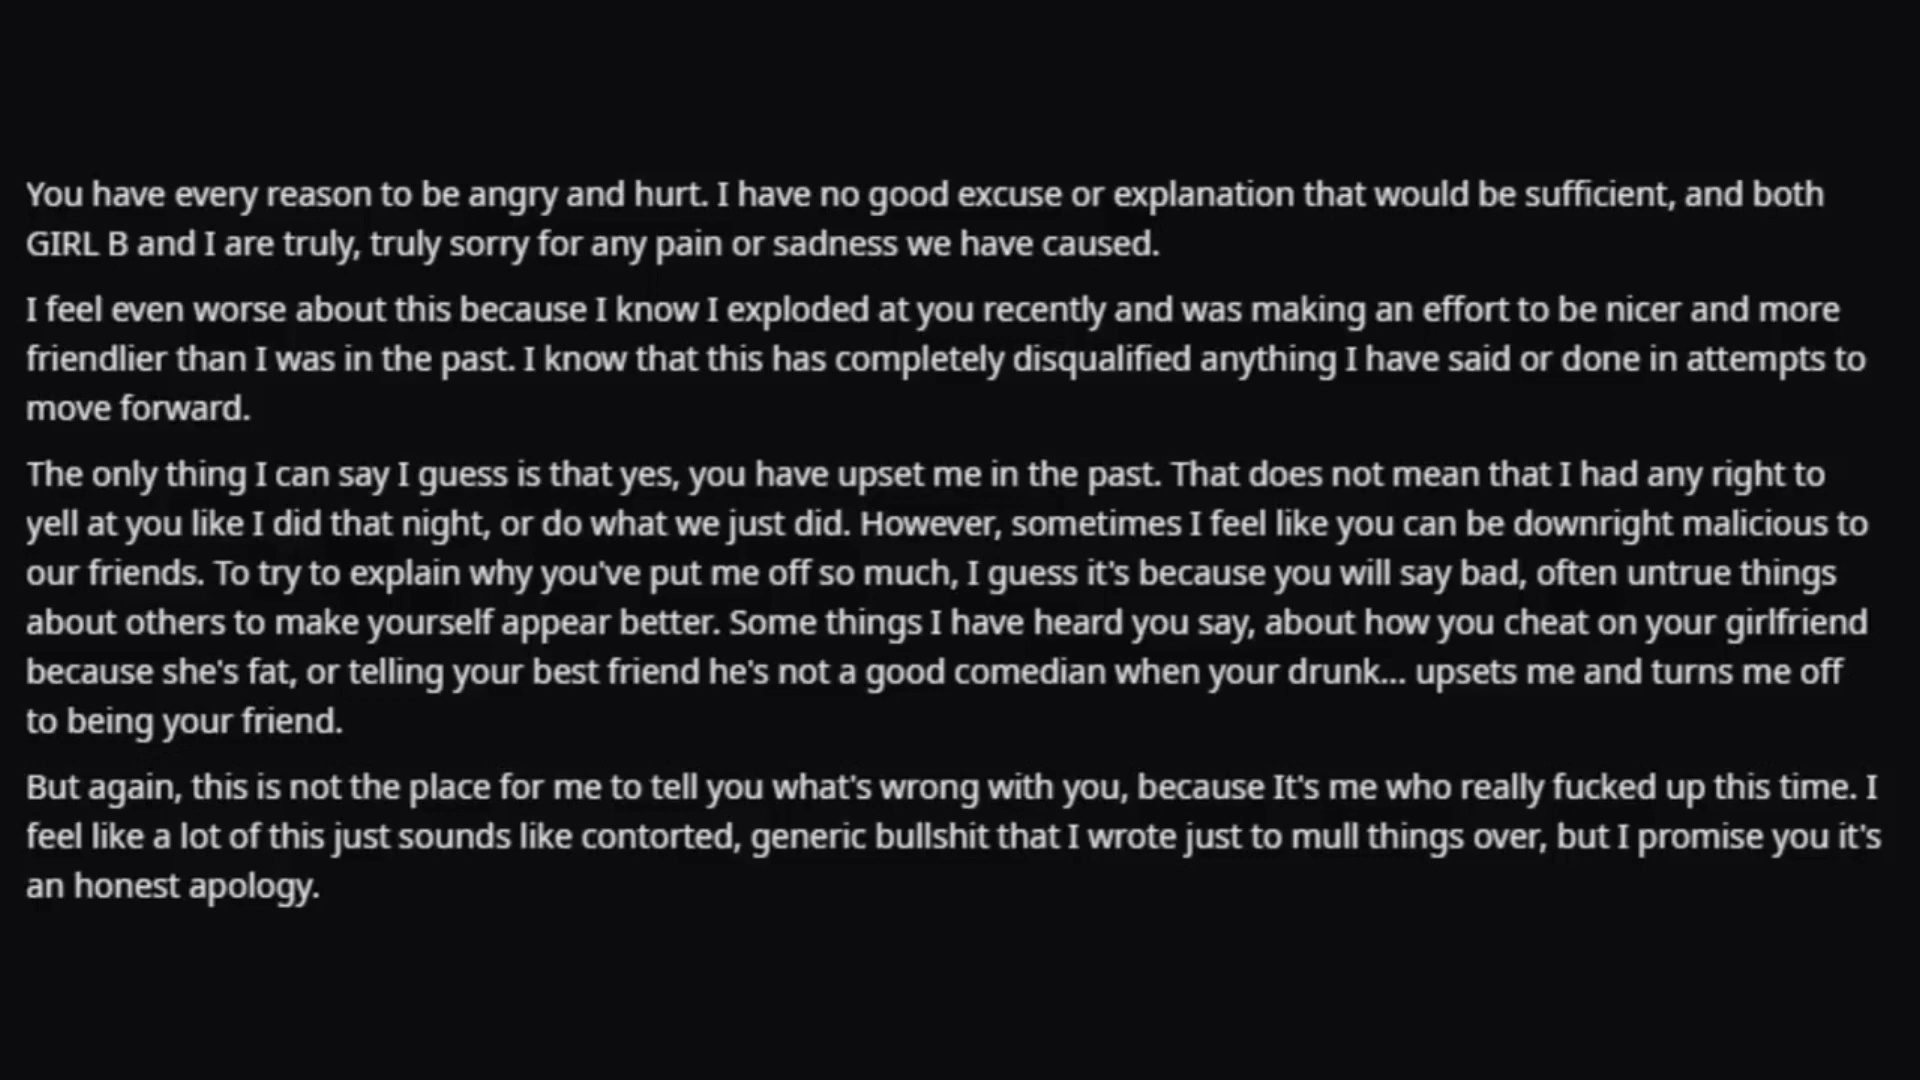 You have every reason to be angry and hurt. I have no good excuse or explanation that would be sufficient, and both
GIRL B and I are truly, truly sorry for any pain or sadness we have caused.
I feel even worse about this because I know I exploded at you recently and was making an effort to be nicer and more
friendlier than I was in the past. I know that this has completely disqualified anything I have said or done in attempts to
move forward.
The only thing I can say I guess is that yes, you have upset me in the past. That does not mean that I had any right to
yell at you like I did that night, or do what we just did. However, sometimes I feel like you can be downright malicious to
our friends. To try to explain why you've put me off so much, I guess it's because you will say bad, often untrue things
about others to make yourself appear better. Some things I have heard you say, about how you cheat on your girlfriend
because she's fat, or telling your best friend he's not a good comedian when your drunk... upsets me and turns me off
to being your friend.
But again, this is not the place for me to tell you what's wrong with you, because It's me who really fucked up this time. I
feel like a lot of this just sounds like contorted, generic bullshit that I wrote just to mull things over, but I promise you it's
an honest apology.